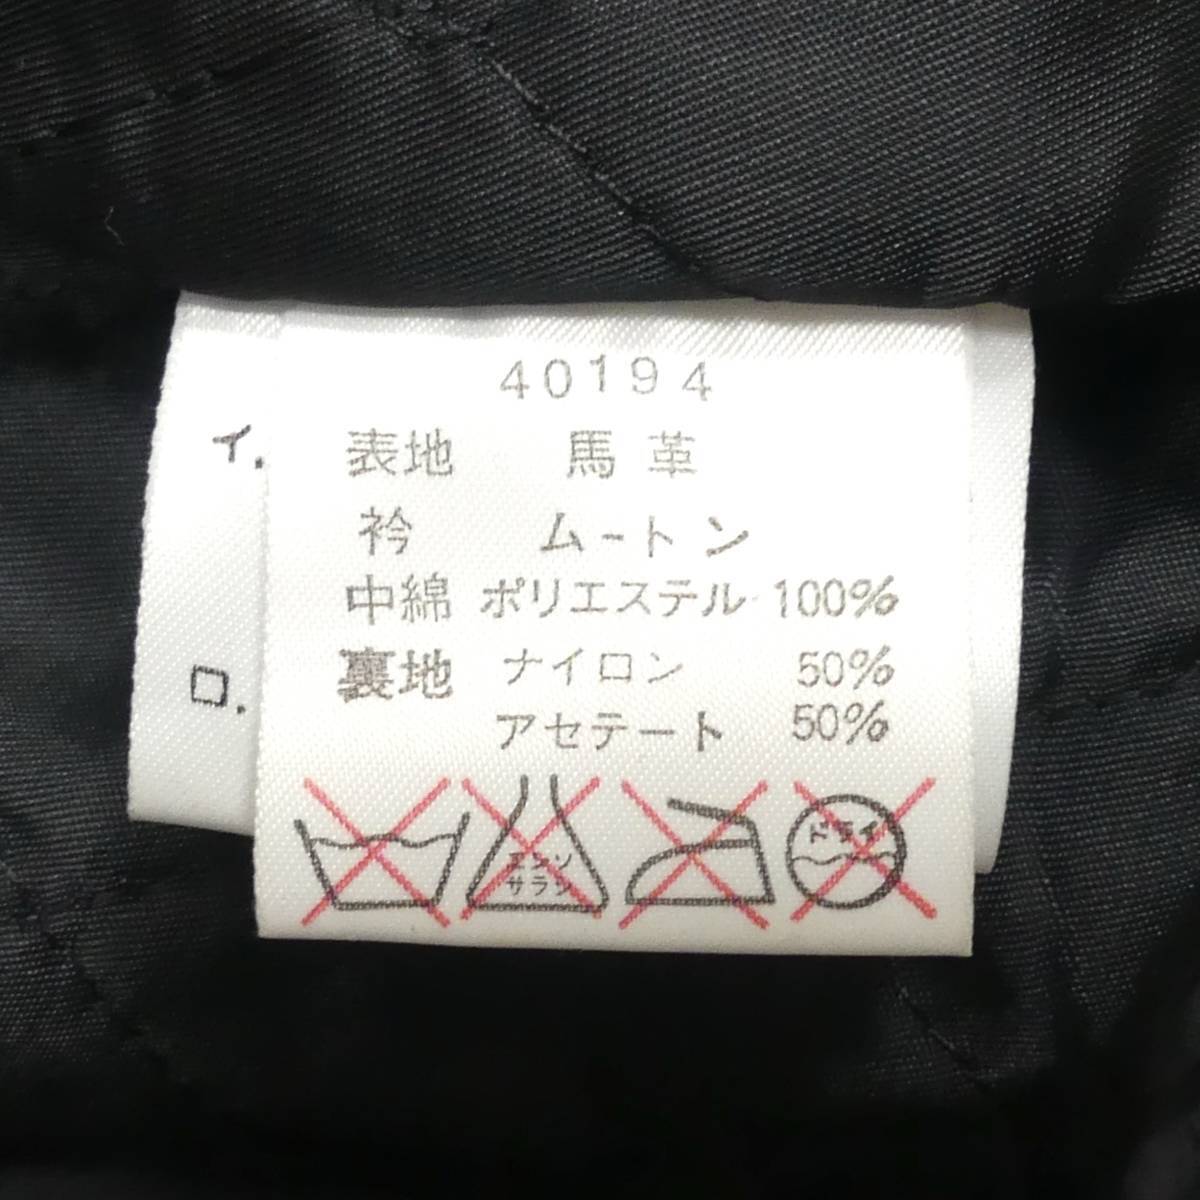 40194
表地 馬革
衿 ムートン
中綿 ポリエステル 100%
裏地 ナイロン 50%
アセテート 50%
エンソ
サラシ
ドライ
イ.
ロ.